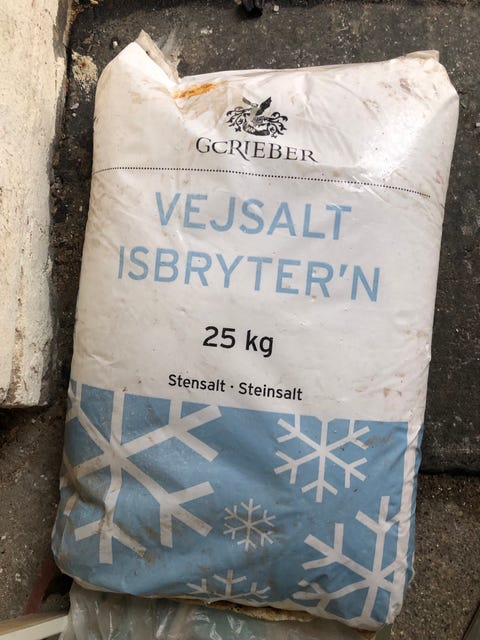 GCRIEBER
VEJSALT
ISBRYTER'N
25 kg
Stensalt · Steinsalt